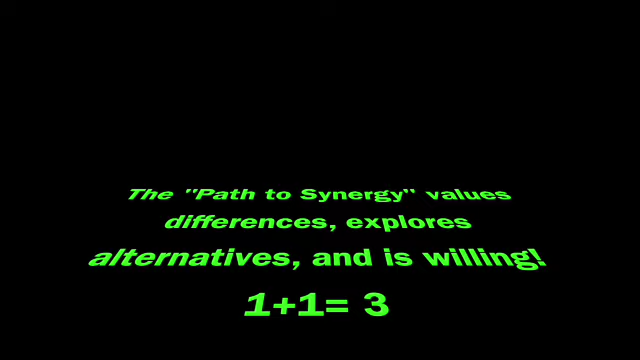 The "Path to Synergy" values
differences, explores
alternatives, and is willing!
1+1= 3